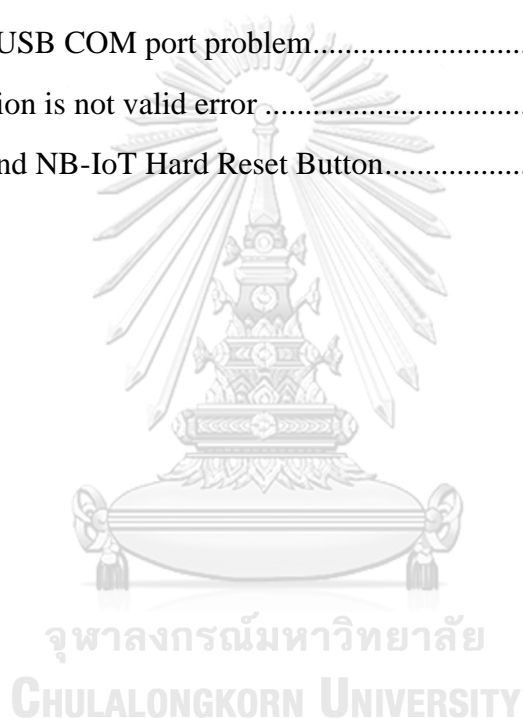 USB COM port problem.......................
ion is not valid error ...............................
nd NB-IoT Hard Reset Button.................
จุฬาลงกรณ์มหาวิทยาลัย
CHULALONGKORN UNIVERSITY